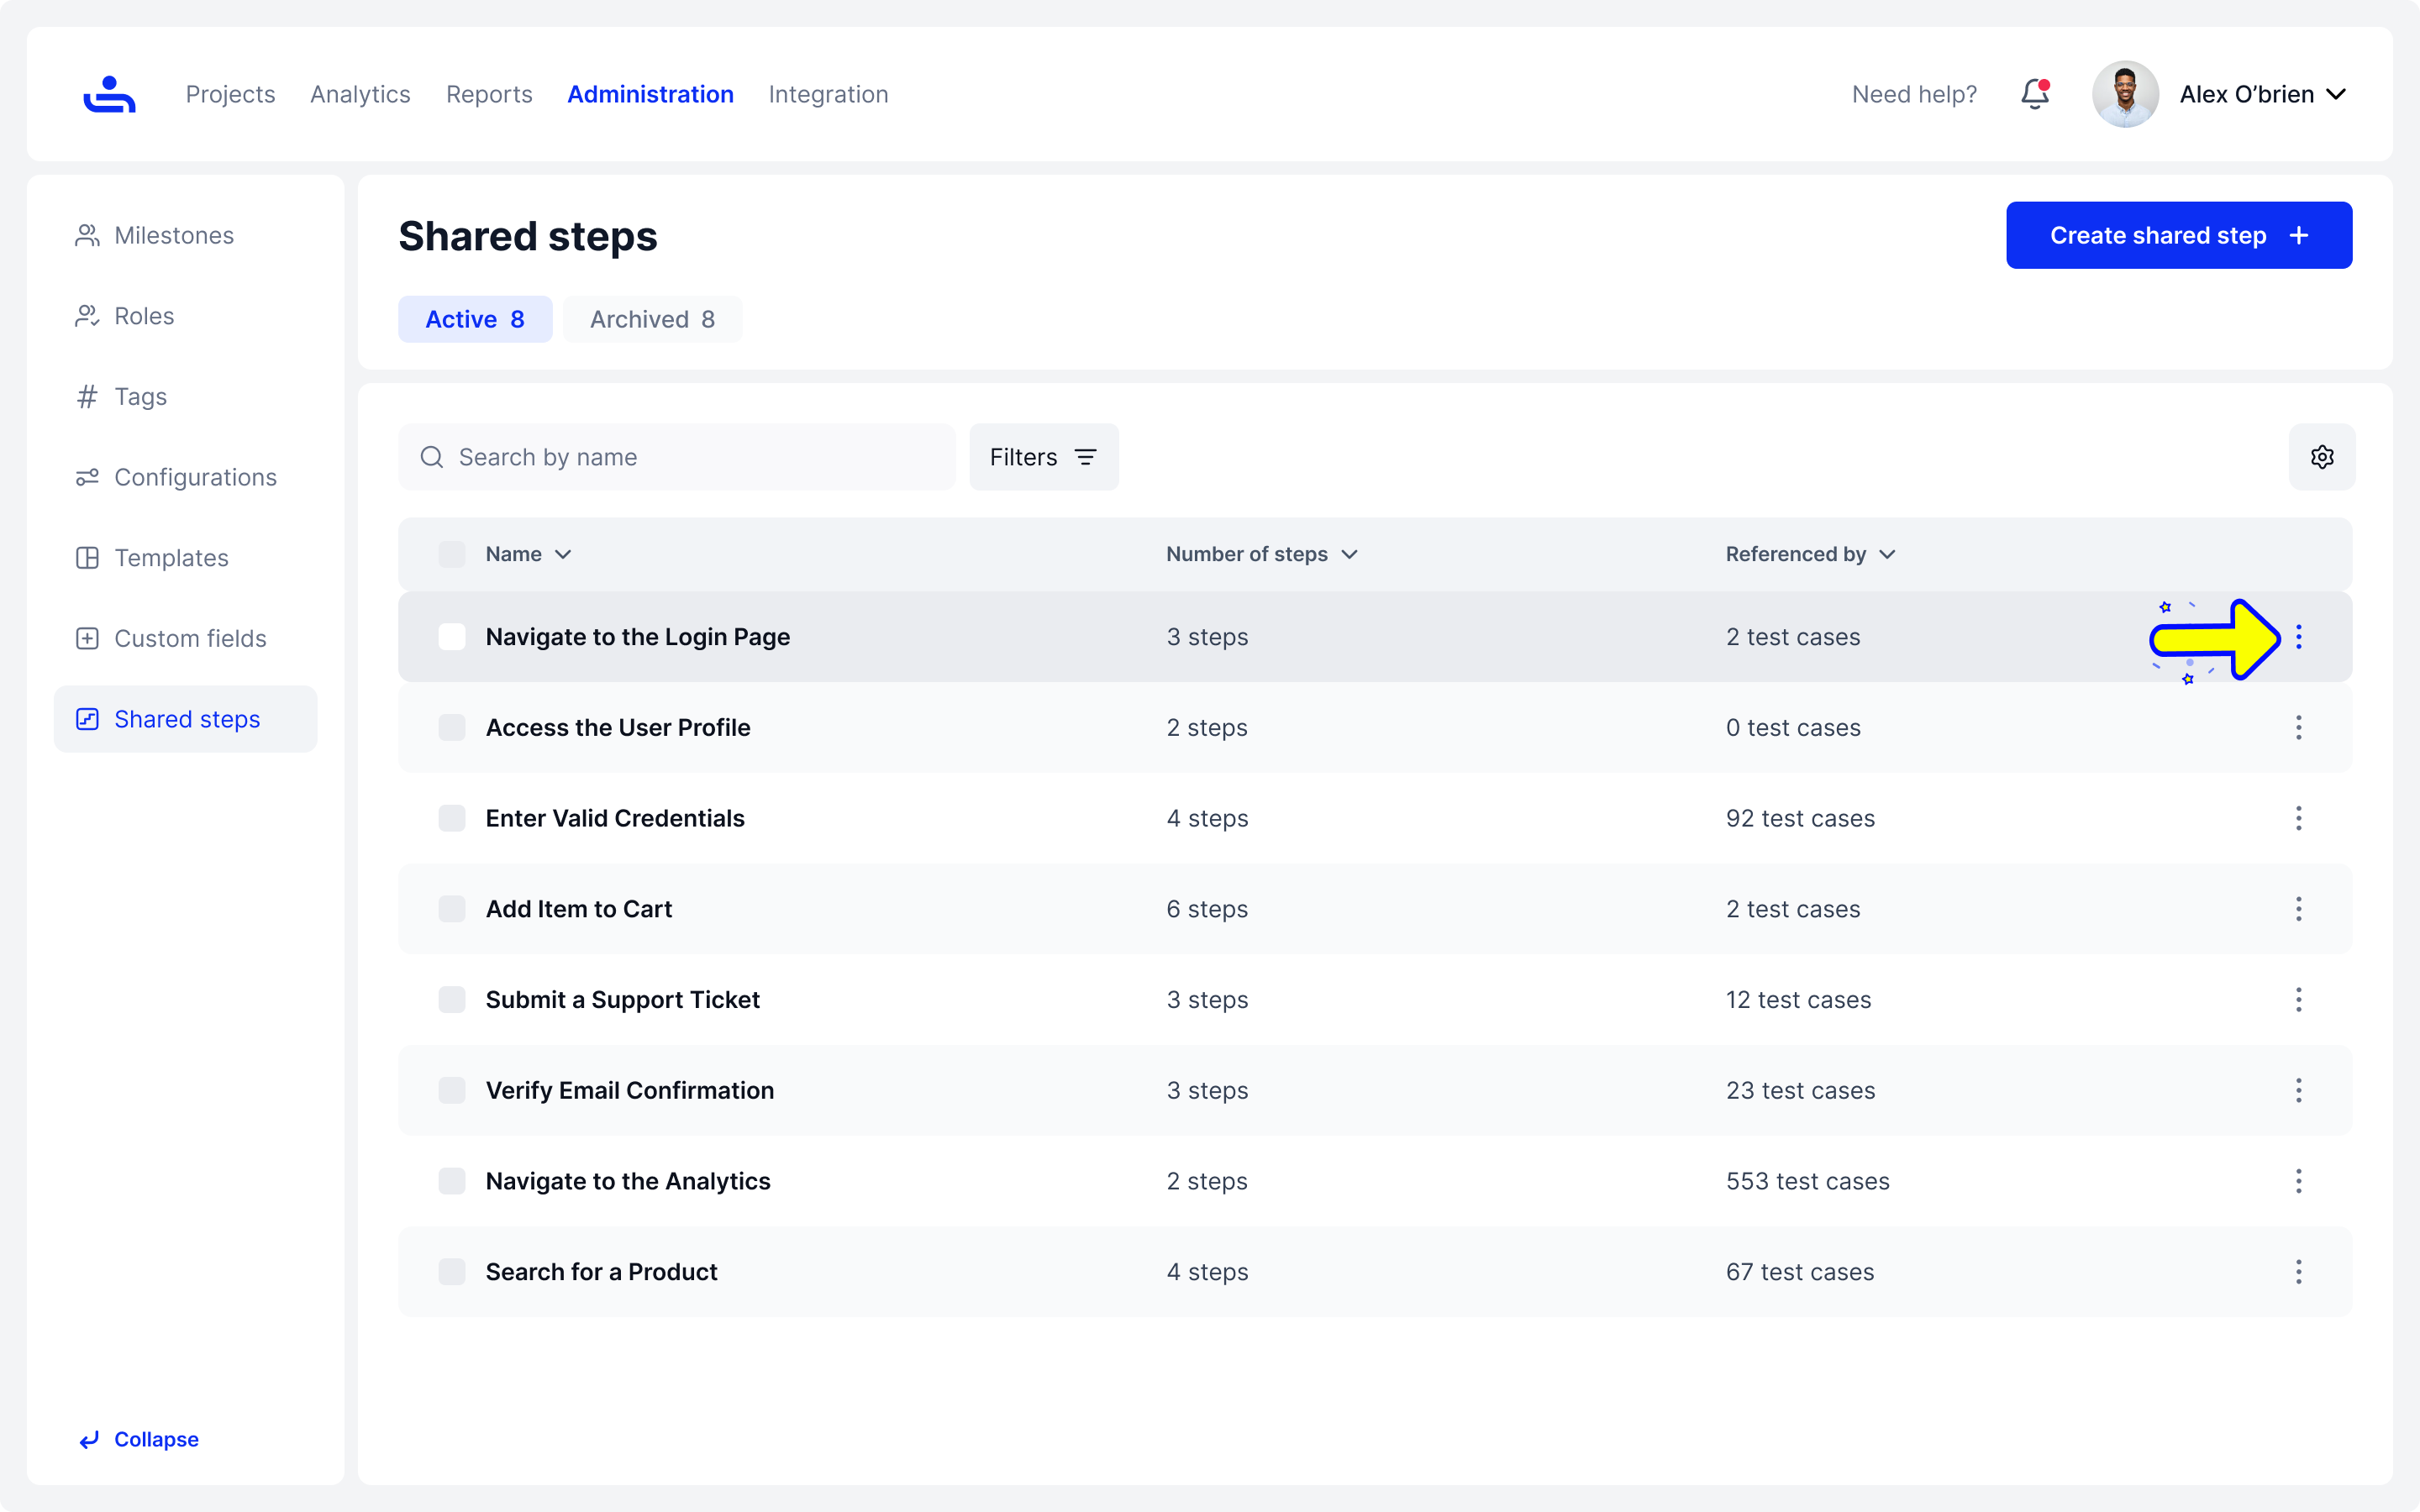 Projects Analytics Reports Administration Integration Need help? Alex O’brien
Milestones
Roles
Tags
Configurations
Templates
Custom fields
Shared steps
Collapse
Shared steps
Create shared step
Active 8 Archived 8
Search by name Filters
Name Number of steps Referenced by
Navigate to the Login Page 3 steps 2 test cases
Access the User Profile 2 steps 0 test cases
Enter Valid Credentials 4 steps 92 test cases
Add Item to Cart 6 steps 2 test cases
Submit a Support Ticket 3 steps 12 test cases
Verify Email Confirmation 3 steps 23 test cases
Navigate to the Analytics 2 steps 553 test cases
Search for a Product 4 steps 67 test cases